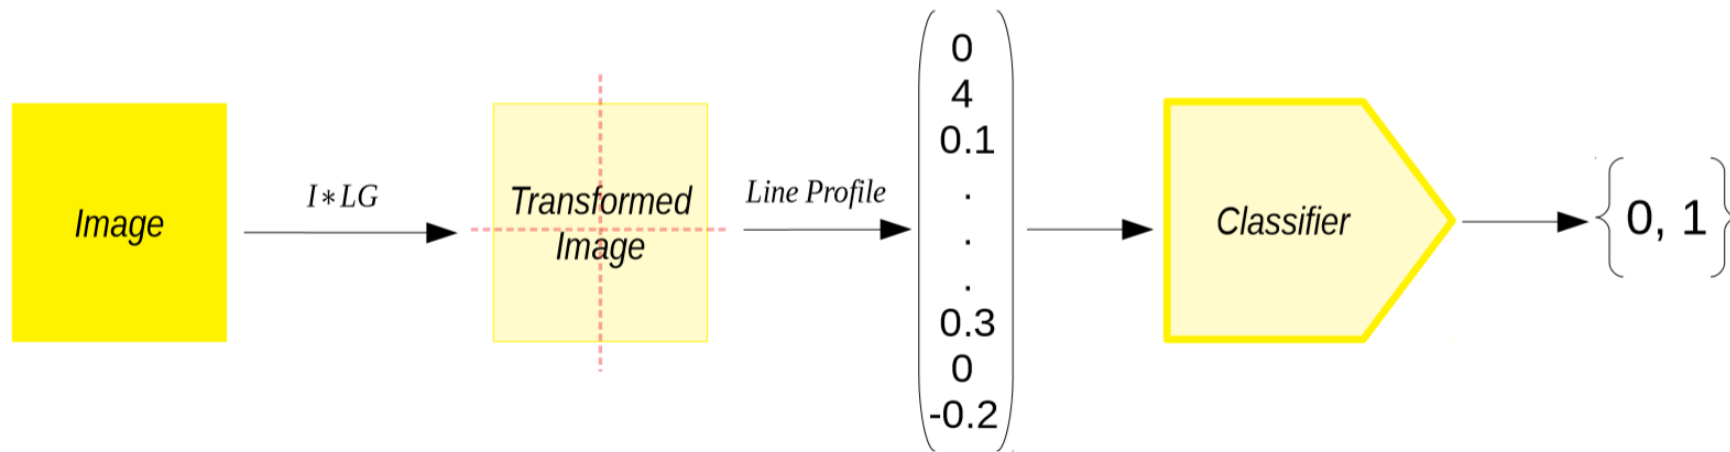 Image
I∗LG
Transformed
Image
Line Profile
0
4
0.1
.
.
.
0.3
0
-0.2
Classifier
{0, 1}